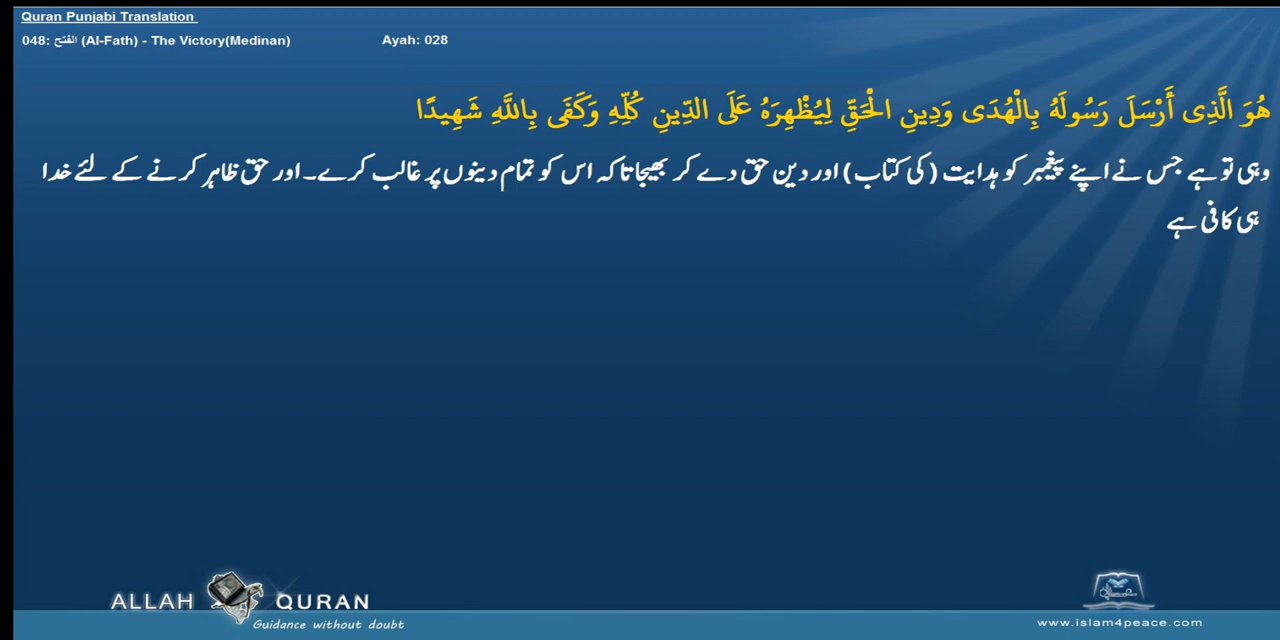 Quran Punjabi Translation
048: الفتح (Al-Fath) - The Victory(Medinan) Ayah: 028
هُوَ الَّذِى أَرْسَلَ رَسُولَهُ بِالْهُدَى وَدِينِ الْحَقِّ لِيُظْهِرَهُ عَلَى الدِّينِ كُلِّهِ وَكَفَى بِاللَّهِ شَهِيدًا
وہی تو ہے جس نے اپنے پیغمبر کو ہدایت (کی کتاب) اور دین حق دے کر بھیجا تاکہ اس کو تمام دینوں پر غالب کرے۔ اور حق ظاہر کرنے کے لئے خدا
ہی کافی ہے
ALLAH QURAN
Guidance without doubt
www.islam4peace.com